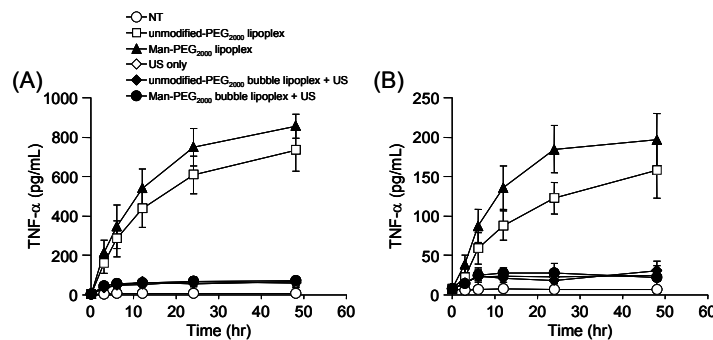 NT
unmodified-PEG2000 lipoplex
Man-PEG2000 lipoplex
US only
unmodified-PEG2000 bubble lipoplex + US
Man-PEG2000 bubble lipoplex + US
(A)
(B)
1000
800
600
400
200
0
TNF-α (pg/mL)
0 10 20 30 40 50 60
Time (hr)
250
200
150
100
50
0
TNF-α (pg/mL)
0 10 20 30 40 50 60
Time (hr)